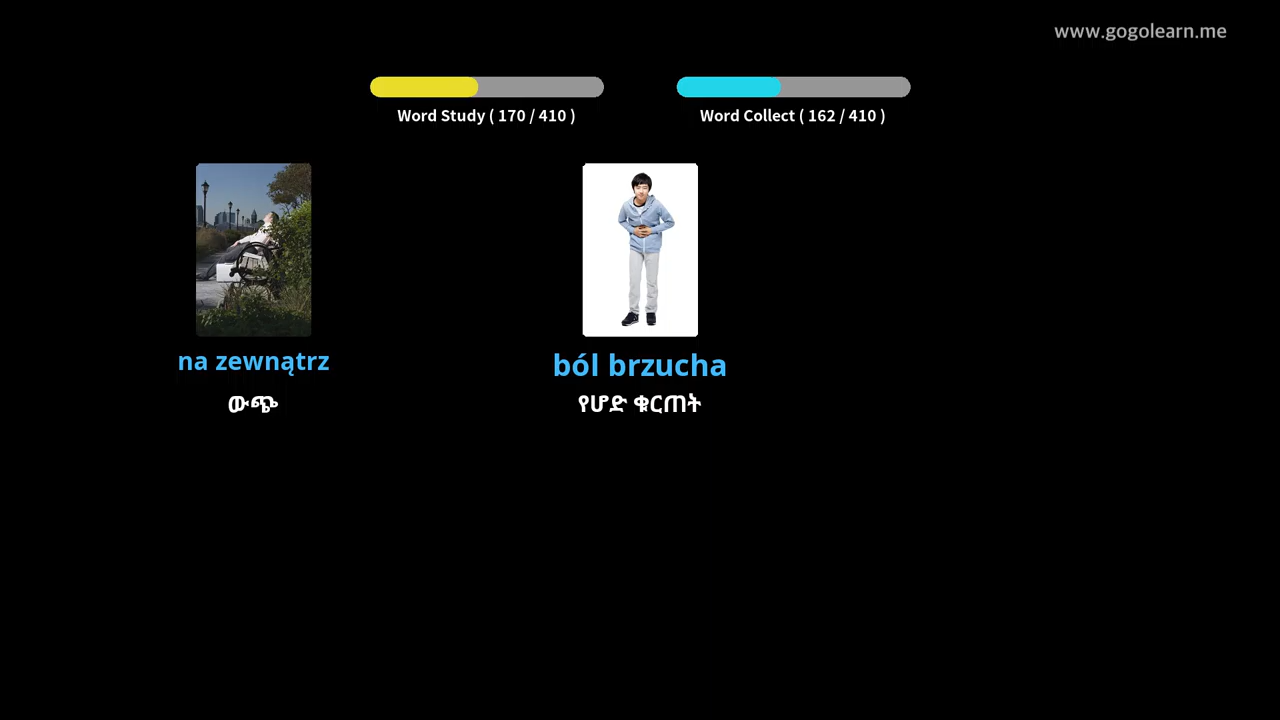 www.gogolearn.me
Word Study ( 170 / 410 )
Word Collect ( 162 / 410 )
na zewnątrz
ውጭ
ból brzucha
የሆድ ቁርጠት